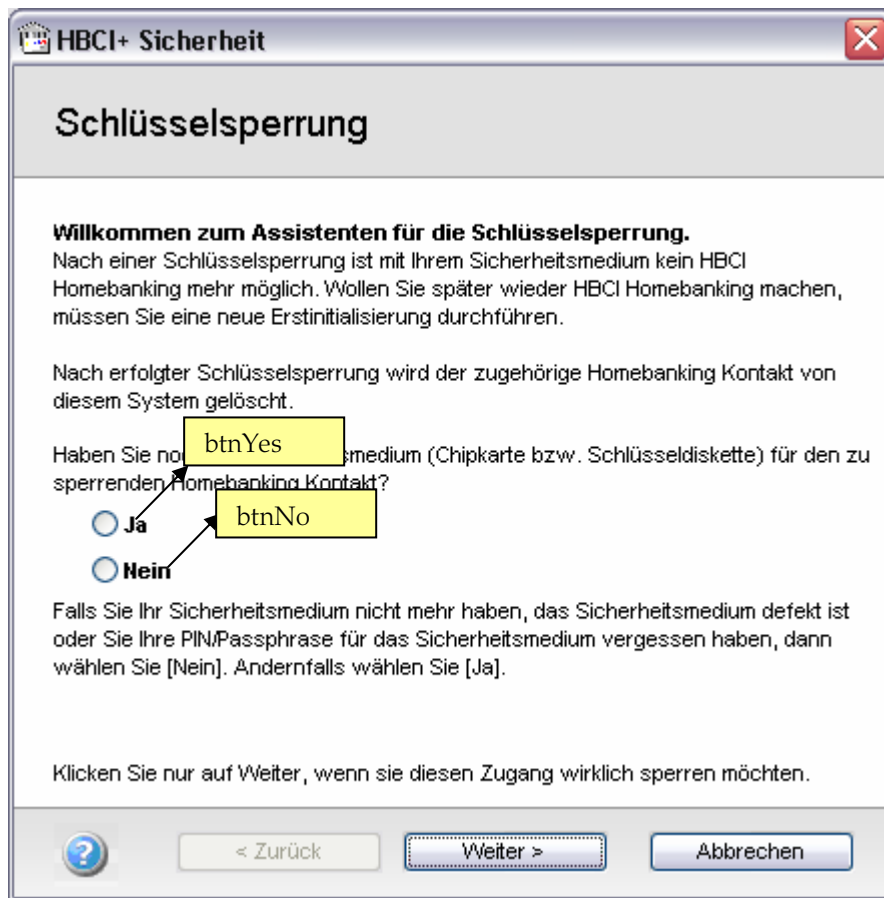 HBCI+ Sicherheit
Schlüsselsperrung
Willkommen zum Assistenten für die Schlüsselsperrung.
Nach einer Schlüsselsperrung ist mit Ihrem Sicherheitsmedium kein HBCI
Homebanking mehr möglich. Wollen Sie später wieder HBCI Homebanking machen,
müssen Sie eine neue Erstinitialisierung durchführen.
Nach erfolgter Schlüsselsperrung wird der zugehörige Homebanking Kontakt von
diesem System gelöscht.
btnYes
Haben Sie smedium (Chipkarte bzw. Schlüsseldiskette) für den zu
sperrenden Homebanking Kontakt?
btnNo
Ja
Nein
Falls Sie Ihr Sicherheitsmedium nicht mehr haben, das Sicherheitsmedium defekt ist
oder Sie Ihre PIN/Passphrase für das Sicherheitsmedium vergessen haben, dann
wählen Sie [Nein]. Andernfalls wählen Sie [Ja].
Klicken Sie nur auf Weiter, wenn sie diesen Zugang wirklich sperren möchten.
< Zurück
Weiter >
Abbrechen